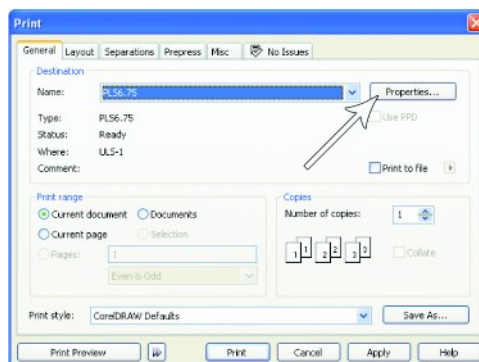 Print
General Layout Separations Prepress Misc No Issues
Destination
Name: PLS6.75 Properties...
Type: PLS6.75 Use PPD
Status: Ready
Where: ULS-1
Comment: Print to file
Print range Copies
Current document Documents Number of copies: 1
Current page Selection
Pages: 1 1 1 2 2 3 3 Collate
Even & Odd
Print style: CorelDRAW Defaults Save As...
Print Preview Print Cancel Apply Help